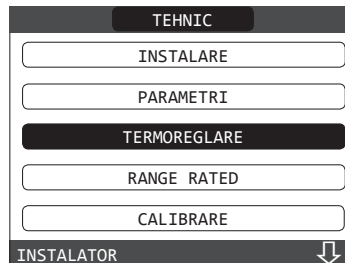 TEHNIC
INSTALARE
PARAMETRI
TERMOREGLARE
RANGE RATED
CALIBRARE
INSTALATOR